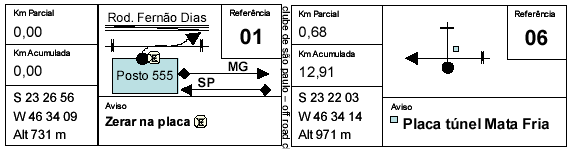 Km Parcial
0,00
Km Acumulada
0,00
S 23 26 56
W 46 34 09
Alt 731 m
Rod. Fernão Dias
Referência
01
Posto 555
MG
SP
Aviso
Zerar na placa
clube de são paulo – off road c
Km Parcial
0,68
Km Acumulada
12,91
S 23 22 03
W 46 34 14
Alt 971 m
Referência
06
Aviso
Placa túnel Mata Fria